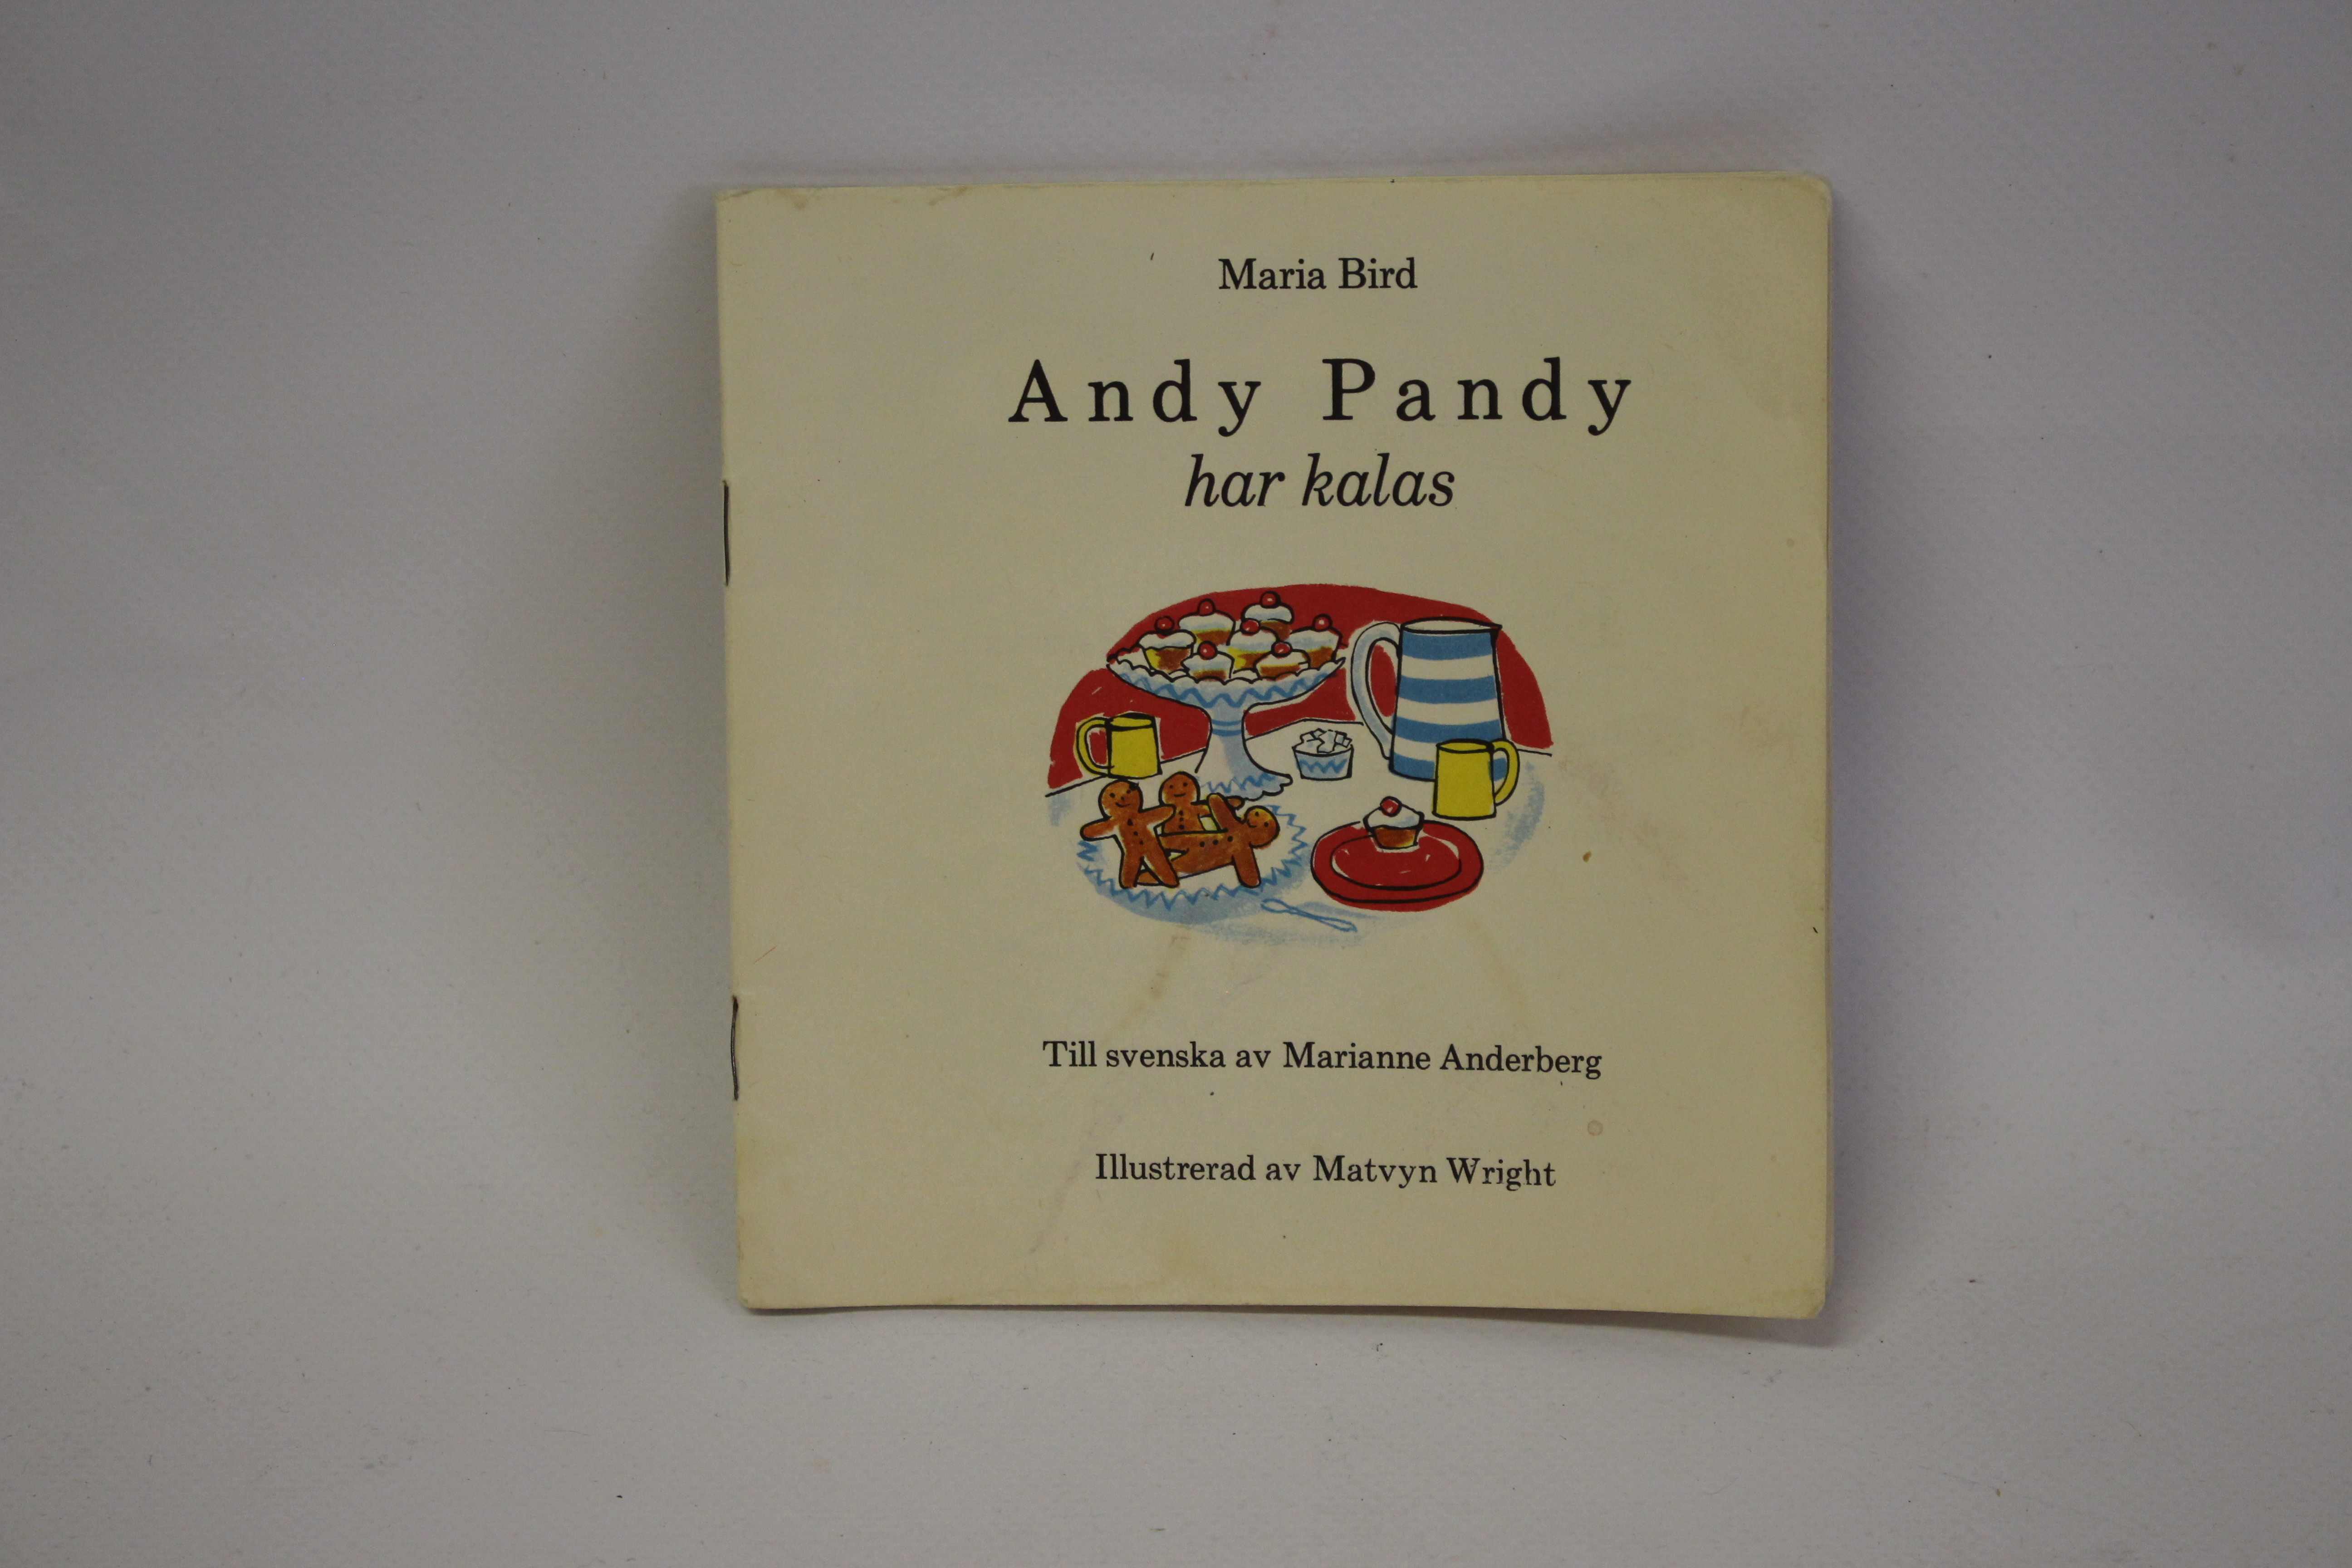 Maria Bird
Andy Pandy
har kalas
Till svenska av Marianne Anderberg
Illustrerad av Matvyn Wright